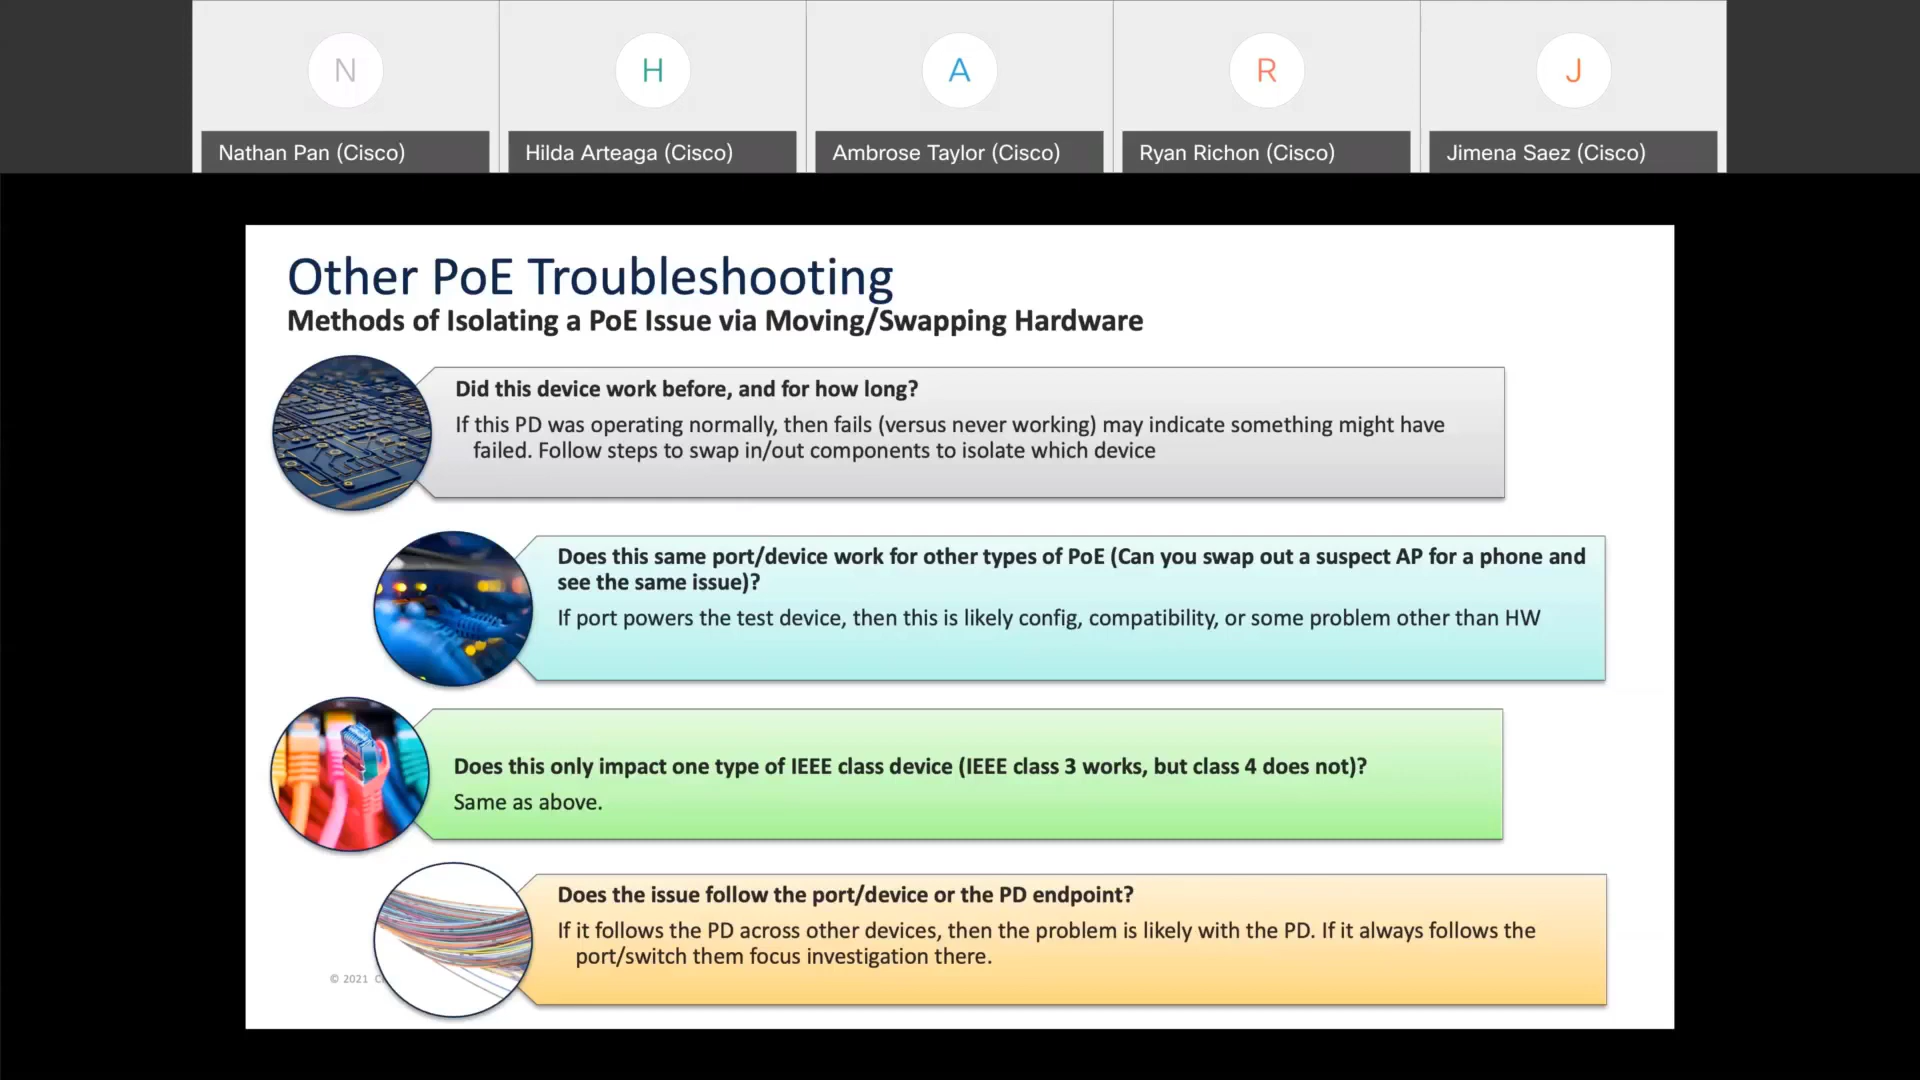 N
H
A
R
J
Nathan Pan (Cisco)
Hilda Arteaga (Cisco)
Ambrose Taylor (Cisco)
Ryan Richon (Cisco)
Jimena Saez (Cisco)
Other PoE Troubleshooting
Methods of Isolating a PoE Issue via Moving/Swapping Hardware
Did this device work before, and for how long?
If this PD was operating normally, then fails (versus never working) may indicate something might have
failed. Follow steps to swap in/out components to isolate which device
Does this same port/device work for other types of PoE (Can you swap out a suspect AP for a phone and
see the same issue)?
If port powers the test device, then this is likely config, compatibility, or some problem other than HW
Does this only impact one type of IEEE class device (IEEE class 3 works, but class 4 does not)?
Same as above.
Does the issue follow the port/device or the PD endpoint?
If it follows the PD across other devices, then the problem is likely with the PD. If it always follows the
port/switch them focus investigation there.
© 2021